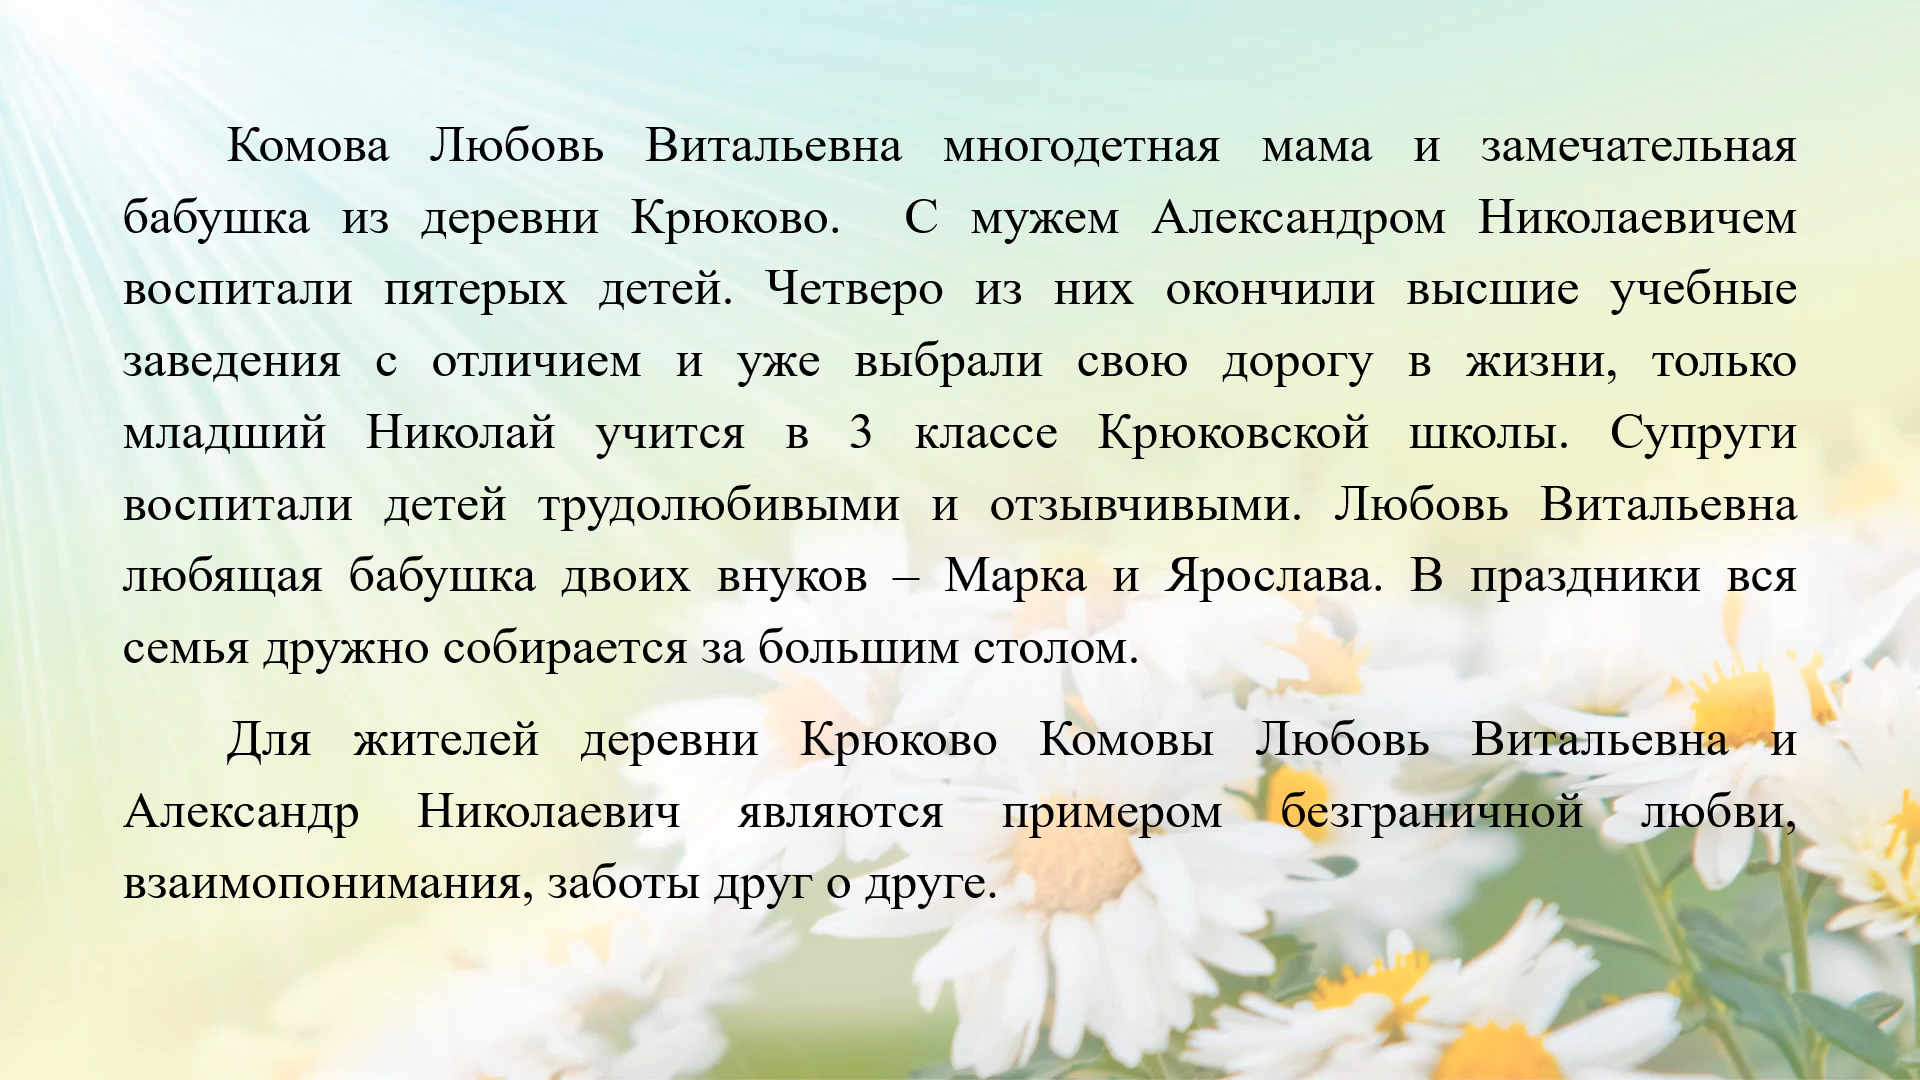 Комова Любовь Витальевна многодетная мама и замечательная
бабушка из деревни Крюково. С мужем Александром Николаевичем
воспитали пятерых детей. Четверо из них окончили высшие учебные
заведения с отличием и уже выбрали свою дорогу в жизни, только
младший Николай учится в 3 классе Крюковской школы. Супруги
воспитали детей трудолюбивыми и отзывчивыми. Любовь Витальевна
любящая бабушка двоих внуков – Марка и Ярослава. В праздники вся
семья дружно собирается за большим столом.
Для жителей деревни Крюково Комовы Любовь Витальевна и
Александр Николаевич являются примером безграничной любви,
взаимопонимания, заботы друг о друге.